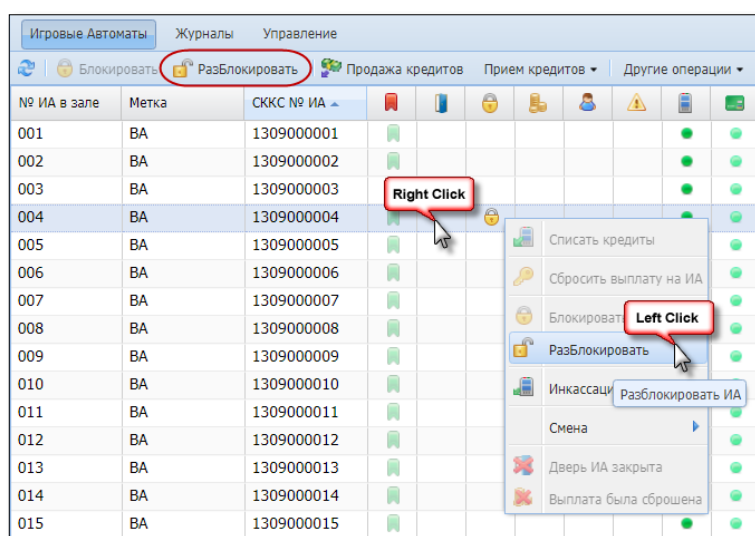 Игровые Автоматы Журналы Управление
Блокировать РазБлокировать Продажа кредитов Прием кредитов Другие операции
№ ИА в зале Метка СККС № ИА
001 ВА 1309000001
002 ВА 1309000002
003 ВА 1309000003
Right Click
004 ВА 1309000004
005 ВА 1309000005
Списать кредиты
006 ВА 1309000006
Сбросить выплату на ИА
007 ВА 1309000007
Блокироват
Left Click
008 ВА 1309000008
РазБлокировать
009 ВА 1309000009
010 ВА 1309000010
Инкассаци
Разблокировать ИА
011 ВА 1309000011
Смена
012 ВА 1309000012
013 ВА 1309000013
Дверь ИА закрыта
014 ВА 1309000014
Выплата была сброшена
015 ВА 1309000015